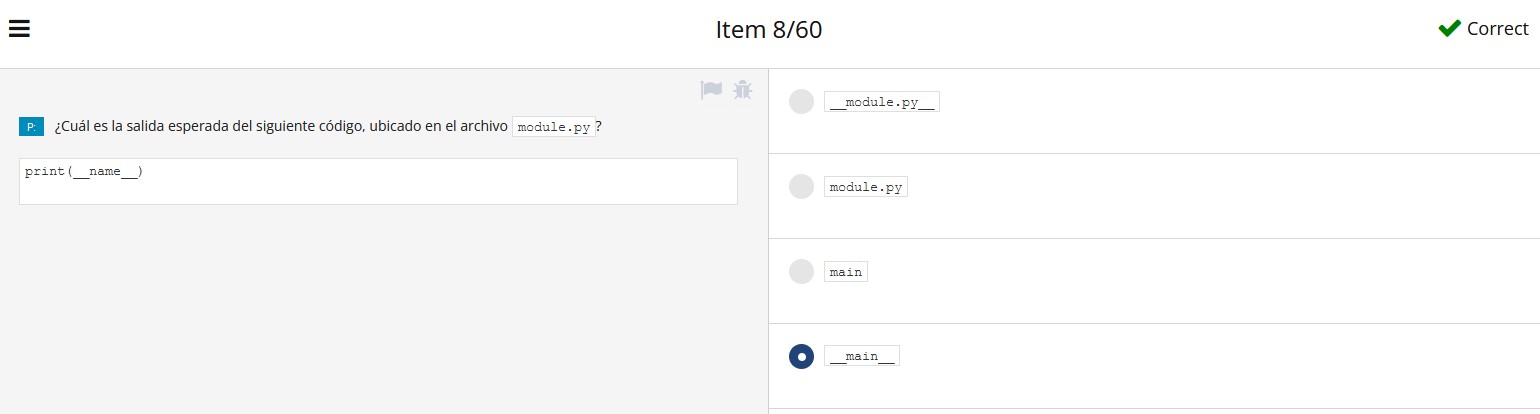 Item 8/60
Correct
P: ¿Cuál es la salida esperada del siguiente código, ubicado en el archivo module.py?
print(__name__)
__module.py__
module.py
main
__main__